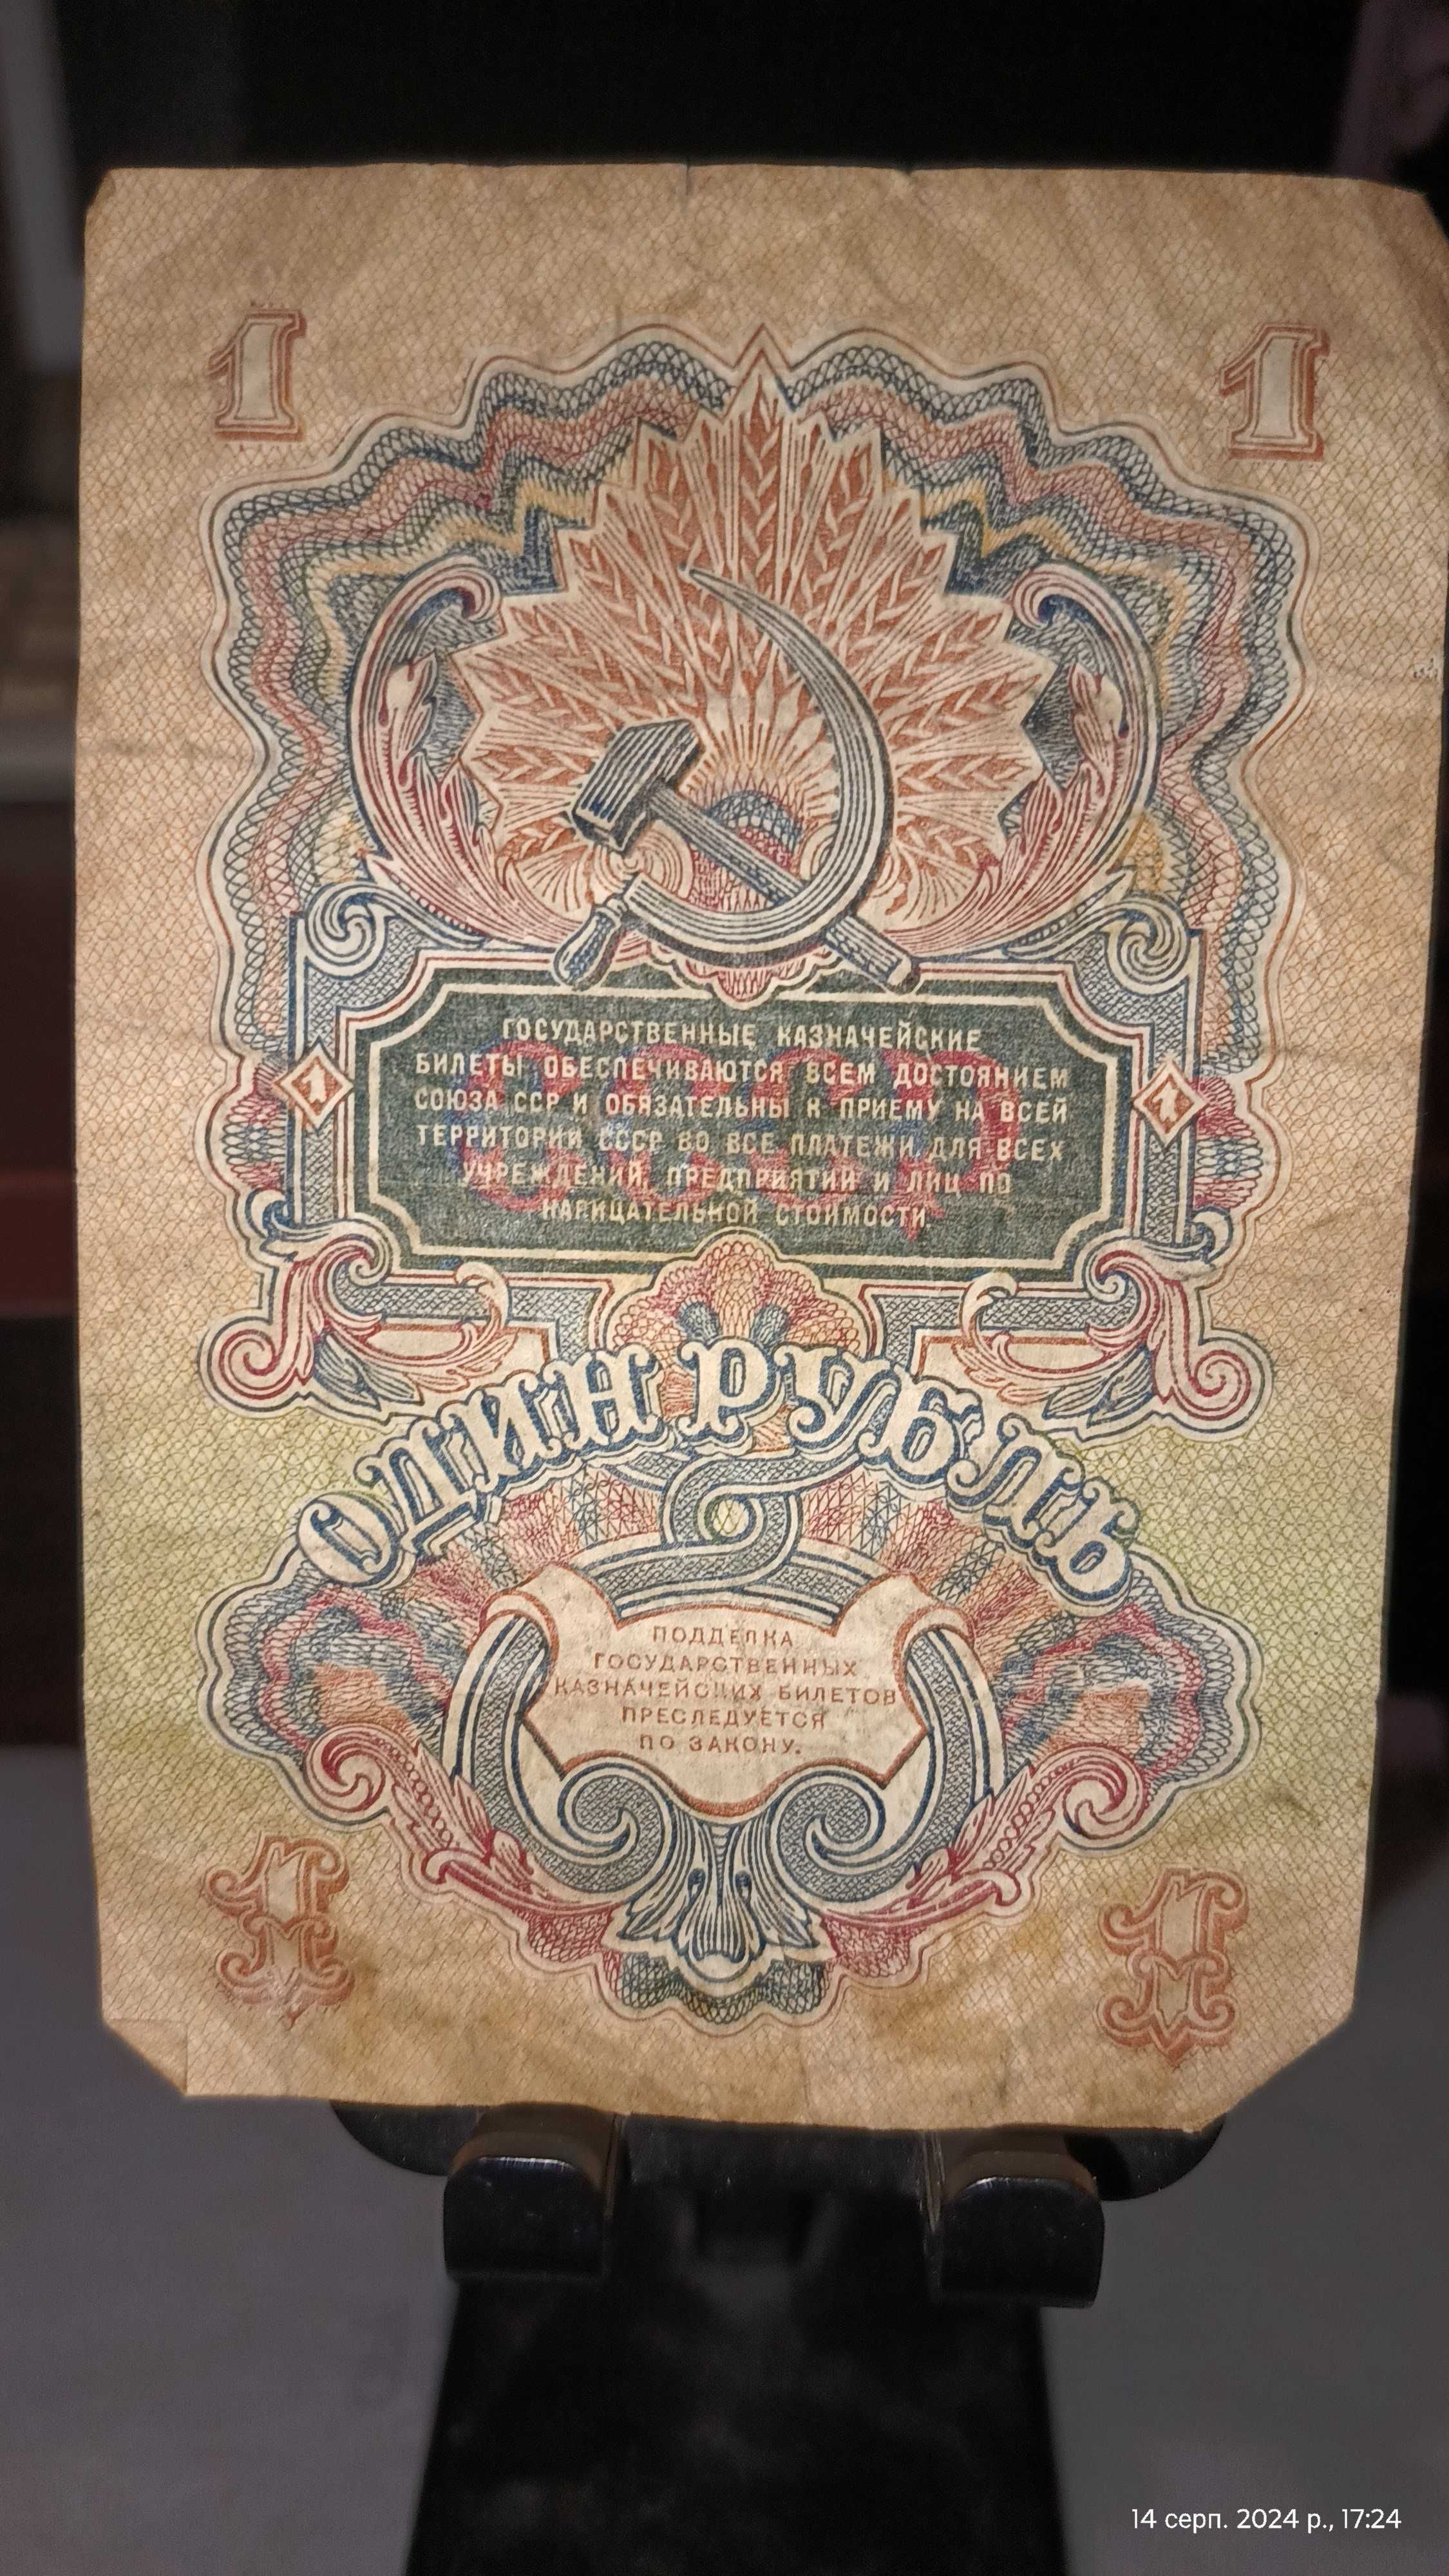 1 1
ГОСУДАРСТВЕННЫЕ КАЗНАЧЕЙСКИЕ
БИЛЕТЫ ОБЕСПЕЧИВАЮТСЯ ВСЕМ ДОСТОЯНИЕМ
1 СОЮЗА ССР И ОБЯЗАТЕЛЬНЫ К ПРИЕМУ НА ВСЕЙ 1
ТЕРРИТОРИИ СССР ВО ВСЕ ПЛАТЕЖИ ДЛЯ ВСЕХ
УЧРЕЖДЕНИЙ, ПРЕДПРИЯТИЙ И ЛИЦ ПО
НАРИЦАТЕЛЬНОЙ СТОИМОСТИ.
СССР
ОДИН РУБЛЬ
ПОДДЕЛКА
ГОСУДАРСТВЕННЫХ
КАЗНАЧЕЙСКИХ БИЛЕТОВ
ПРЕСЛЕДУЕТСЯ
ПО ЗАКОНУ.
1 1
14 серп. 2024 р., 17:24